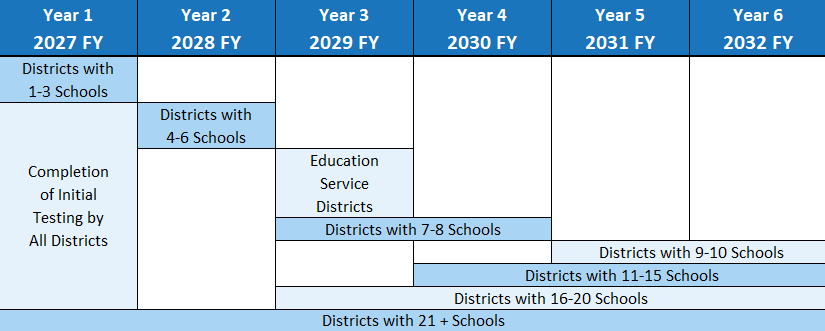 Year 1
2027 FY
Year 2
2028 FY
Year 3
2029 FY
Year 4
2030 FY
Year 5
2031 FY
Year 6
2032 FY
Districts with
1-3 Schools
Districts with
4-6 Schools
Completion
of Initial
Testing by
All Districts
Education
Service
Districts
Districts with 7-8 Schools
Districts with 9-10 Schools
Districts with 11-15 Schools
Districts with 16-20 Schools
Districts with 21 + Schools